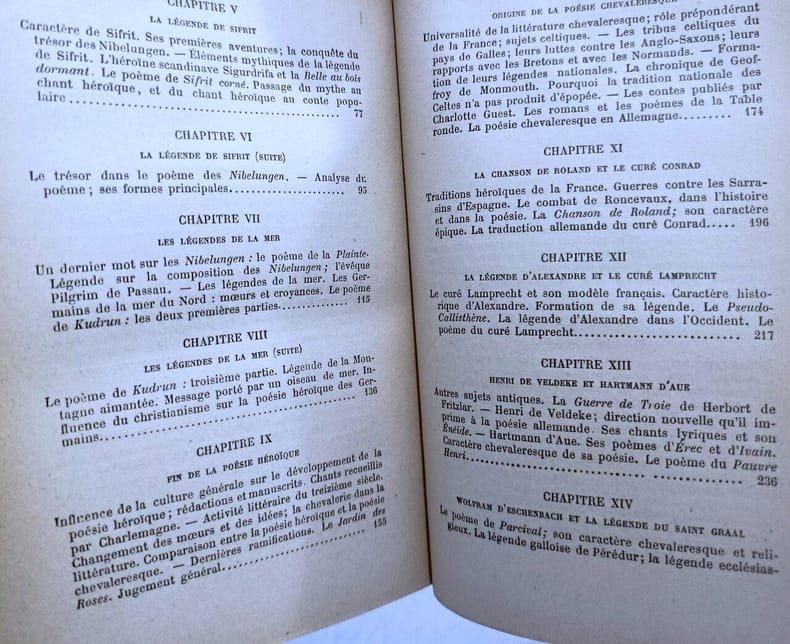 CHAPITRE V
LA LÉGENDE DE SIFRIT
Caractère de Sifrit. Ses premières aventures; la conquête du
trésor des Nibelungen. — Éléments mythiques de la légende
de Sifrit. L'héroïne scandinave Sigurdrifa et la Belle au bois
dormant. Le poème de Sifrit corné. Passage du mythe au
chant héroïque, et du chant héroïque au conte popu-
laire.................... 77
CHAPITRE VI
LA LÉGENDE DE SIFRIT (SUITE)
Le trésor dans le poème des Nibelungen. — Analyse du
poème; ses formes principales.................... 95
CHAPITRE VII
LES LÉGENDES DE LA MER
Un dernier mot sur les Nibelungen : le poème de la Plainte.
Légende sur la composition des Nibelungen; l'évêque
Pilgrim de Passau. — Les légendes de la mer. Les Ger-
mains de la mer du Nord : mœurs et croyances. Le poème
de Kudrun : les deux premières parties.............. 115
CHAPITRE VIII
LES LÉGENDES DE LA MER (SUITE)
Le poème de Kudrun : troisième partie. Légende de la Mon-
tagne aimantée. Message porté par un oiseau de mer. In-
fluence du christianisme sur la poésie héroïque des Ger-
mains.................... 136
CHAPITRE IX
FIN DE LA POÉSIE HÉROÏQUE
Influence de la culture générale sur le développement de la
poésie héroïque; rédactions et manuscrits. Chants recueillis
par Charlemagne. — Activité littéraire du treizième siècle.
Changement des mœurs et des idées; la chevalerie dans la
littérature. Comparaison entre la poésie héroïque et la poésie
chevaleresque. — Dernières ramifications. Le Jardin des
Roses. Jugement général.................... 155
ORIGINE DE LA POÉSIE CHEVALERESQUE
Universalité de la littérature chevaleresque; rôle prépondérant
de la France; sujets celtiques. — Les tribus celtiques du
pays de Galles; leurs luttes contre les Anglo-Saxons; leurs
rapports avec les Bretons et avec les Normands. — Forma-
tion de leurs légendes nationales. La chronique de Geof-
froy de Monmouth. Pourquoi la tradition nationale des
Celtes n'a pas produit d'épopée. — Les contes publiés par
Charlotte Guest. Les romans et les poèmes de la Table
ronde. La poésie chevaleresque en Allemagne......... 174
CHAPITRE XI
LA CHANSON DE ROLAND ET LE CURÉ CONRAD
Traditions héroïques de la France. Guerres contre les Sarra-
sins d'Espagne. Le combat de Roncevaux, dans l'histoire
et dans la poésie. La Chanson de Roland; son caractère
épique. La traduction allemande du curé Conrad..... 196
CHAPITRE XII
LA LÉGENDE D'ALEXANDRE ET LE CURÉ LAMPRECHT
Le curé Lamprecht et son modèle français. Caractère histo-
rique d'Alexandre. Formation de sa légende. Le Pseudo-
Callisthène. La légende d'Alexandre dans l'Occident. Le
poème du curé Lamprecht.................... 217
CHAPITRE XIII
HENRI DE VELDEKE ET HARTMANN D'AUE
Autres sujets antiques. La Guerre de Troie de Herbort de
Fritzlar. — Henri de Veldeke; direction nouvelle qu'il im-
prime à la poésie allemande. Ses chants lyriques et son
Énéide. — Hartmann d'Aue. Ses poèmes d'Érec et d'Ivain.
Caractère chevaleresque de sa poésie. Le poème du Pauvre
Henri.................... 236
CHAPITRE XIV
WOLFRAM D'ESCHENBACH ET LA LÉGENDE DU SAINT GRAAL
Le poème de Parcival; son caractère chevaleresque et reli-
gieux. La légende galloise de Pérédur; la légende ecclésias-